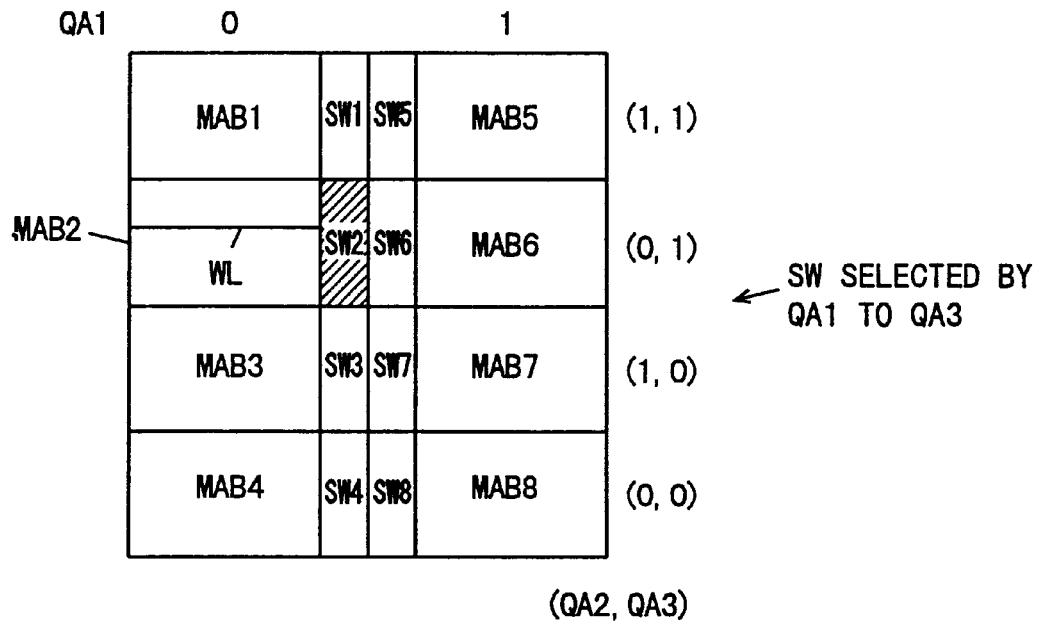 QA1 0 1
MAB1 SW1 SW5 MAB5 (1, 1)
MAB2 WL SW2 SW6 MAB6 (0, 1)
SW SELECTED BY
QA1 TO QA3
MAB3 SW3 SW7 MAB7 (1, 0)
MAB4 SW4 SW8 MAB8 (0, 0)
(QA2, QA3)